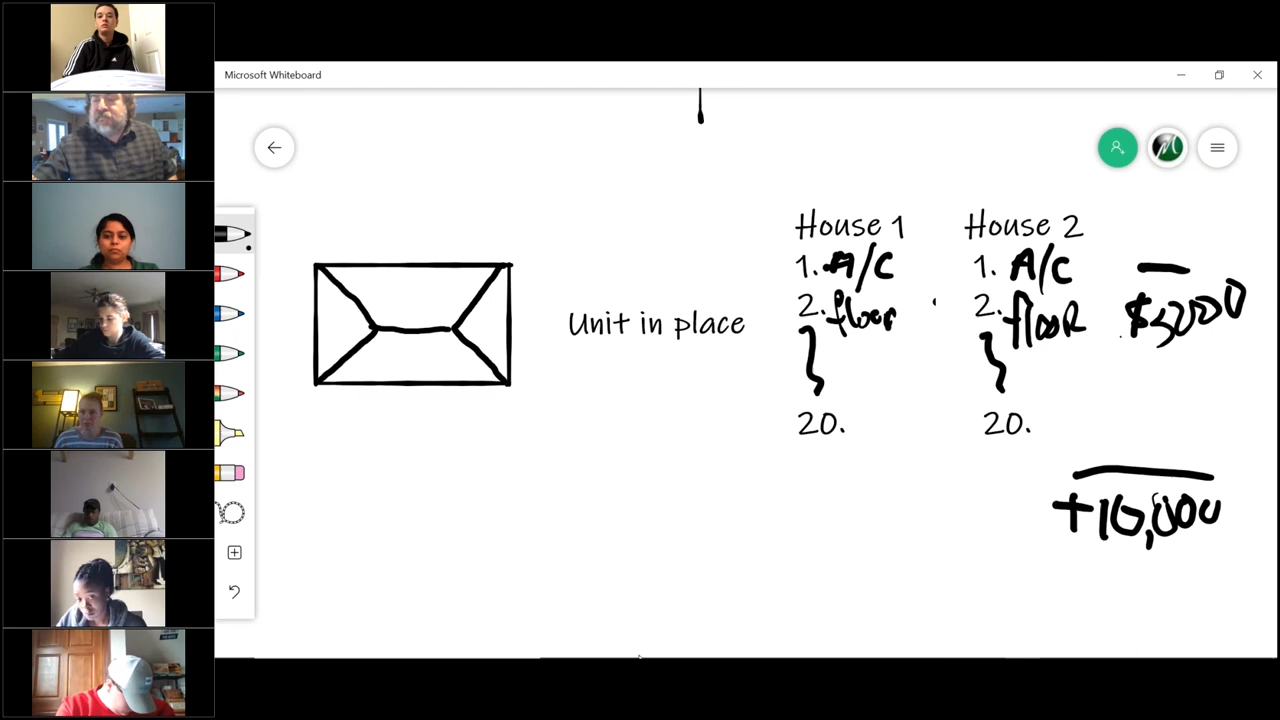 Microsoft Whiteboard
House 1 House 2
1. A/C 1. A/C
2. floor 2. flooR $3000
Unit in place
20. 20.
+10,000